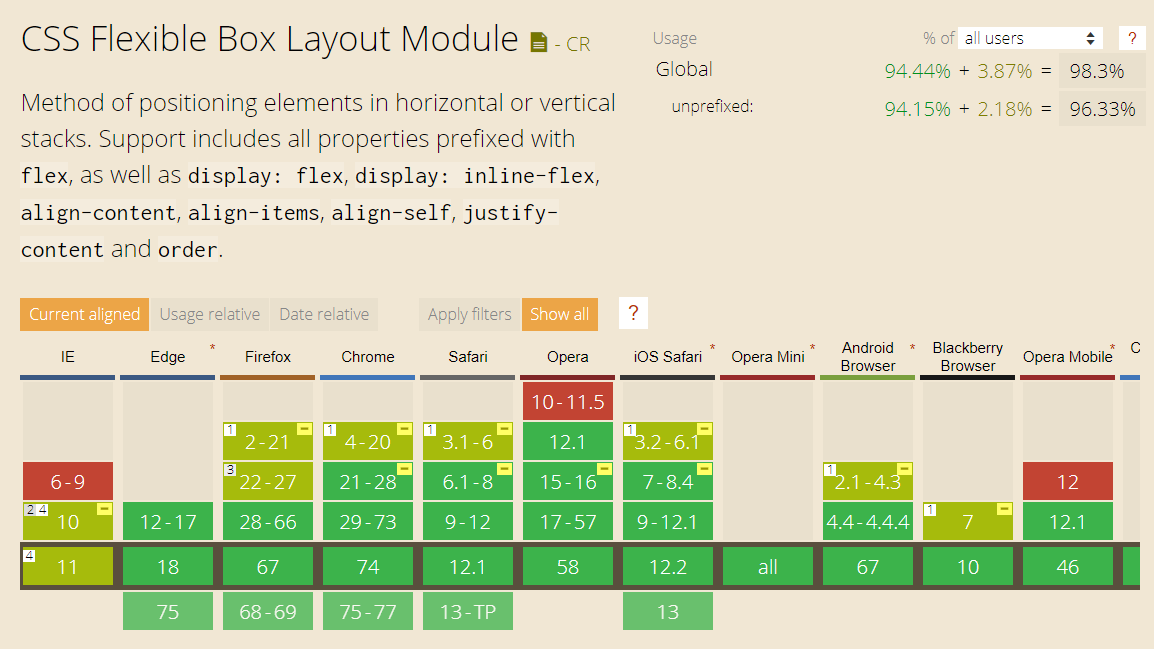 CSS Flexible Box Layout Module - CR
Method of positioning elements in horizontal or vertical
stacks. Support includes all properties prefixed with
flex, as well as display: flex, display: inline-flex,
align-content, align-items, align-self, justify-
content and order.
Usage % of all users ?
Global 94.44% + 3.87% = 98.3%
unprefixed: 94.15% + 2.18% = 96.33%
Current aligned Usage relative Date relative Apply filters Show all ?
IE Edge * Firefox Chrome Safari Opera iOS Safari * Opera Mini * Android Browser * Blackberry Browser Opera Mobile * C
10-11.5
1 2-21 1 4-20 1 3.1-6 12.1 1 3.2-6.1
6-9 3 22-27 21-28 6.1-8 15-16 7-8.4 1 2.1-4.3 12
2 4 10 12-17 28-66 29-73 9-12 17-57 9-12.1 4.4-4.4.4 1 7 12.1
4 11 18 67 74 12.1 58 12.2 all 67 10 46
75 68-69 75-77 13-TP 13